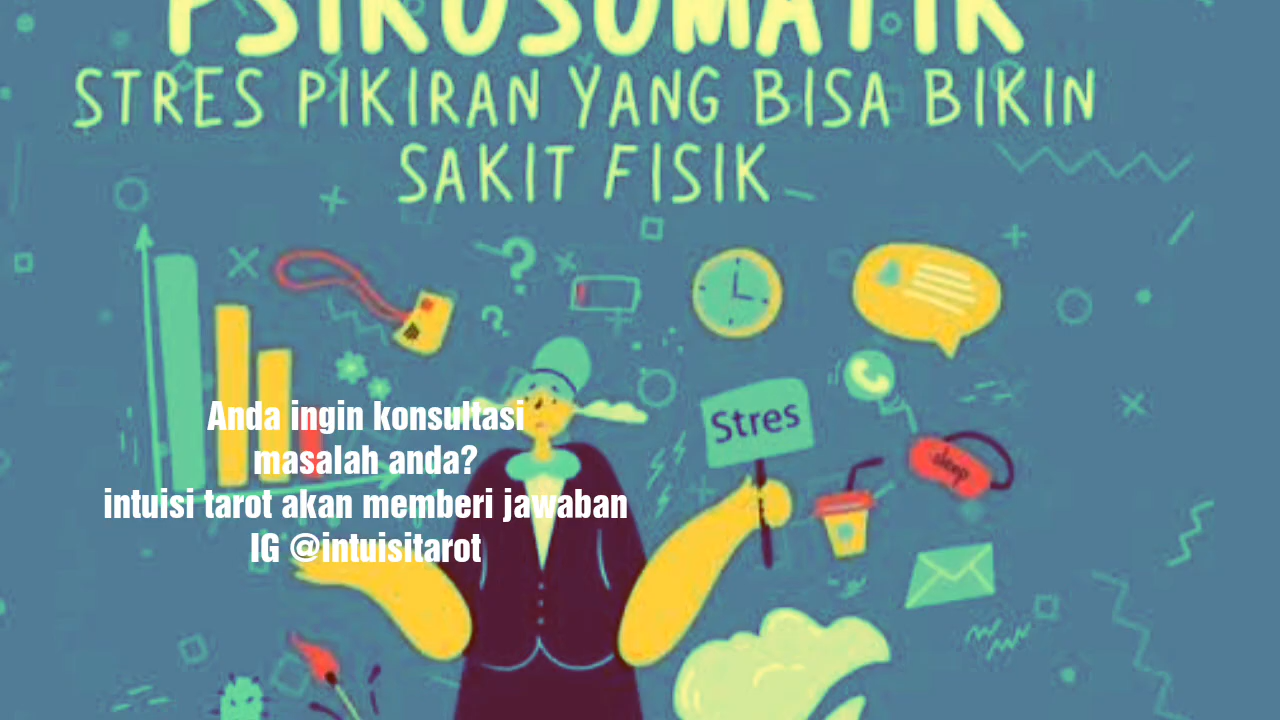 PSIKOSOMATIK
STRES PIKIRAN YANG BISA BIKIN
SAKIT FISIK
Stres
sleep
Anda ingin konsultasi
masalah anda?
intuisi tarot akan memberi jawaban
IG @intuisitarot